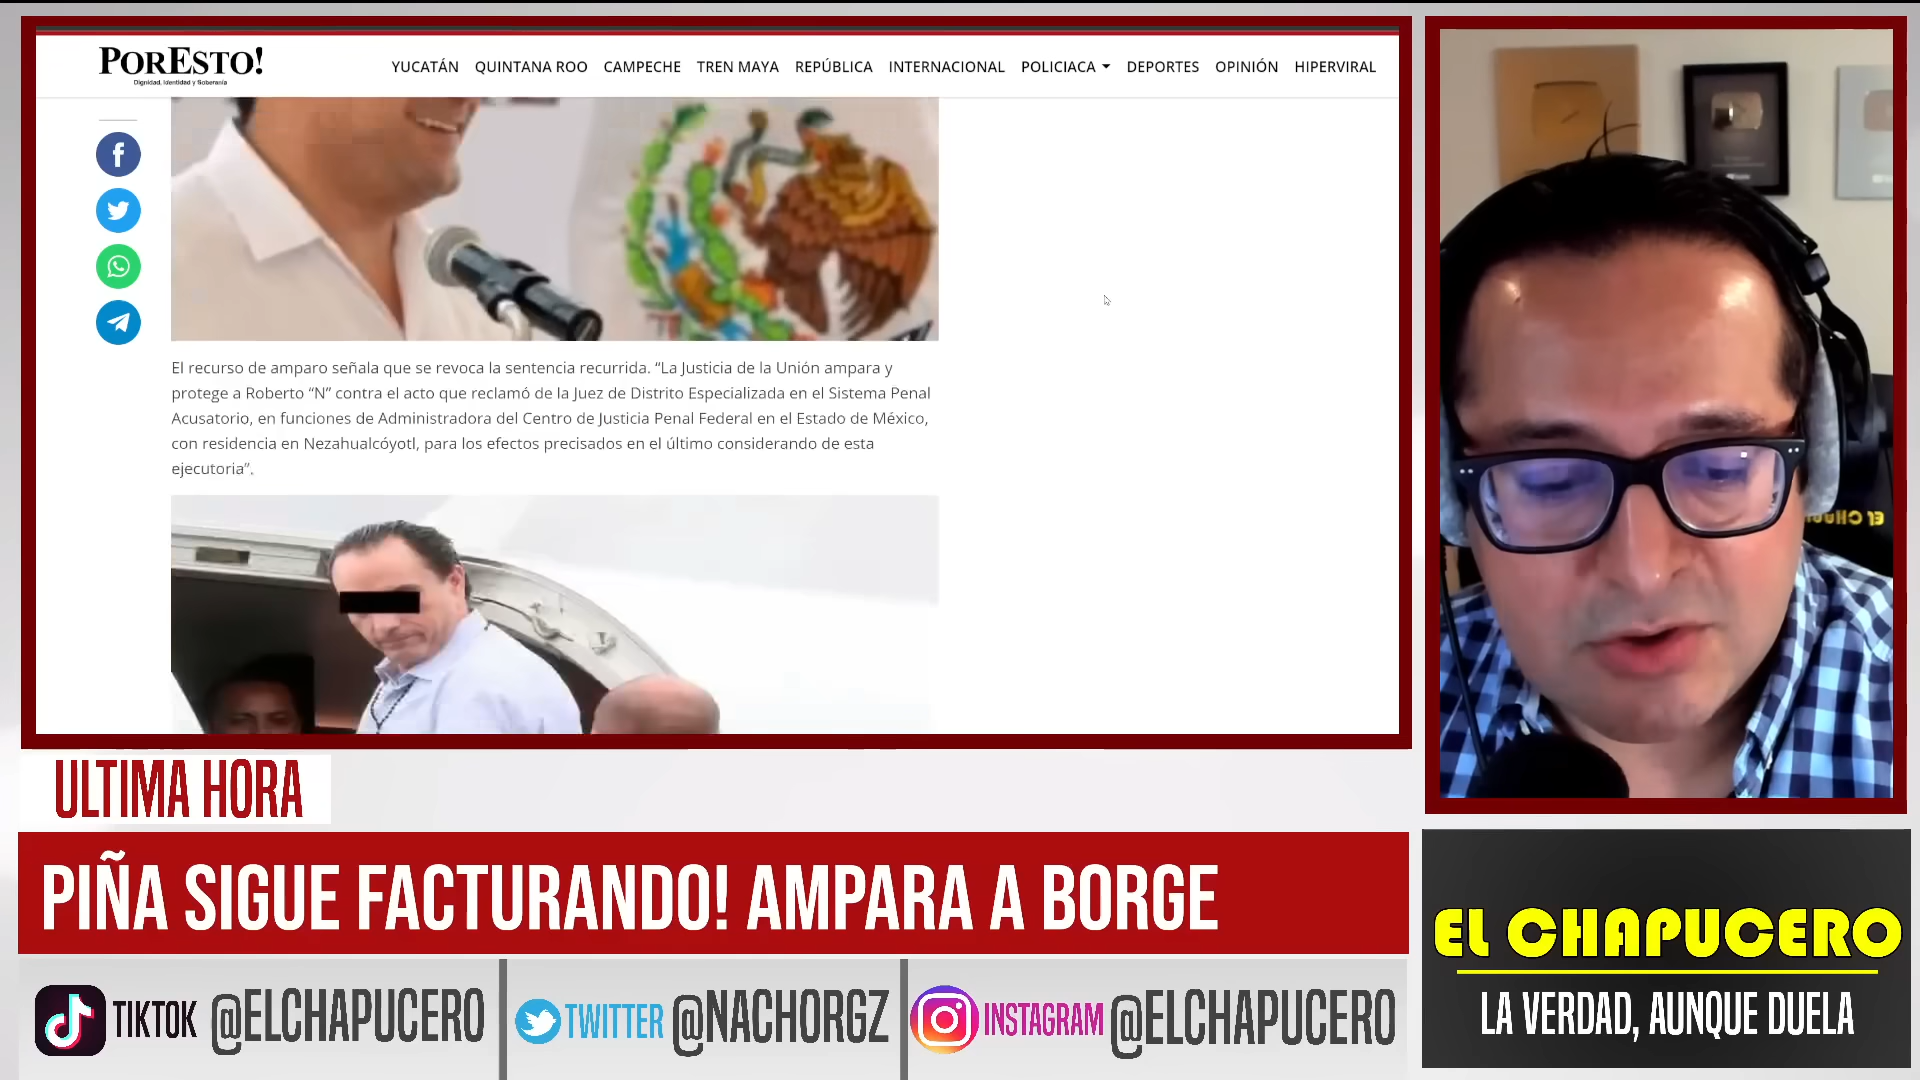 PORESTO!
Dignidad, Identidad y Soberanía
YUCATÁN QUINTANA ROO CAMPECHE TREN MAYA REPÚBLICA INTERNACIONAL POLICIACA DEPORTES OPINIÓN HIPERVIRAL
El recurso de amparo señala que se revoca la sentencia recurrida. “La Justicia de la Unión ampara y
protege a Roberto “N” contra el acto que reclamó de la Juez de Distrito Especializada en el Sistema Penal
Acusatorio, en funciones de Administradora del Centro de Justicia Penal Federal en el Estado de México,
con residencia en Nezahualcóyotl, para los efectos precisados en el último considerando de esta
ejecutoria”.
ULTIMA HORA
PIÑA SIGUE FACTURANDO! AMPARA A BORGE
TIKTOK @ELCHAPUCERO
TWITTER @NACHORGZ
INSTAGRAM @ELCHAPUCERO
EL CHAPUCERO
LA VERDAD, AUNQUE DUELA